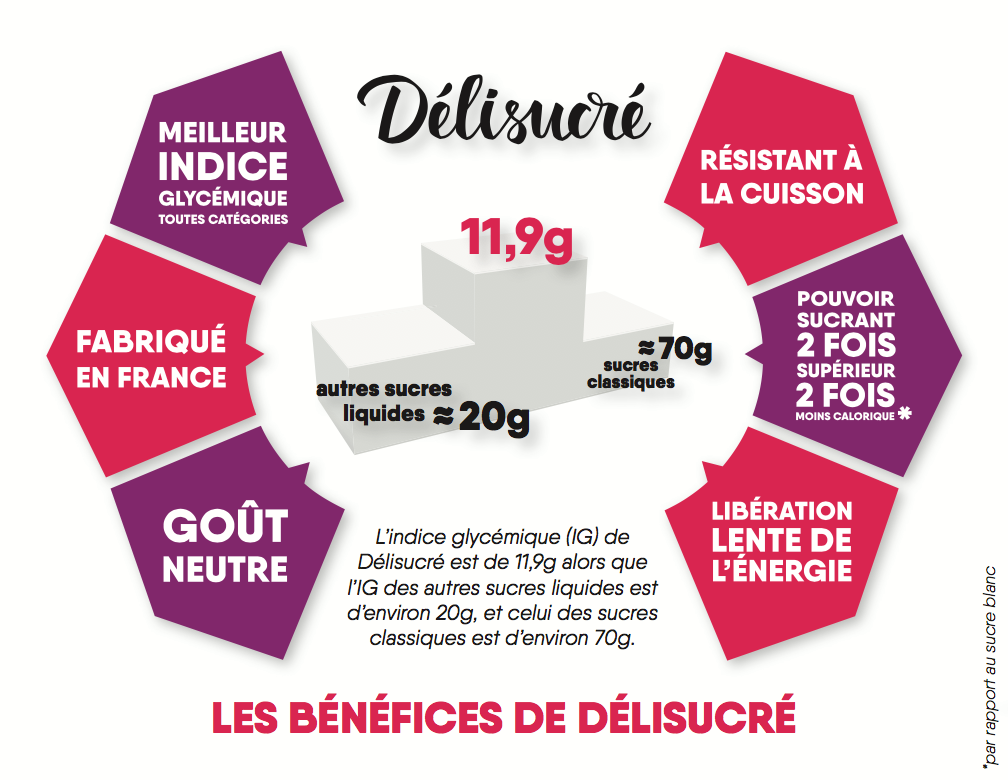 Délisucré
MEILLEUR
INDICE
GLYCÉMIQUE
TOUTES CATÉGORIES
FABRIQUÉ
EN FRANCE
GOÛT
NEUTRE
11,9g
autres sucres
liquides ≈ 20g
≈ 70g
sucres
classiques
RÉSISTANT À
LA CUISSON
POUVOIR
SUCRANT
2 FOIS
SUPÉRIEUR
2 FOIS
MOINS CALORIQUE *
LIBÉRATION
LENTE DE
L'ÉNERGIE
L'indice glycémique (IG) de
Délisucré est de 11,9g alors que
l'IG des autres sucres liquides est
d'environ 20g, et celui des sucres
classiques est d'environ 70g.
LES BÉNÉFICES DE DÉLISUCRÉ
*par rapport au sucre blanc